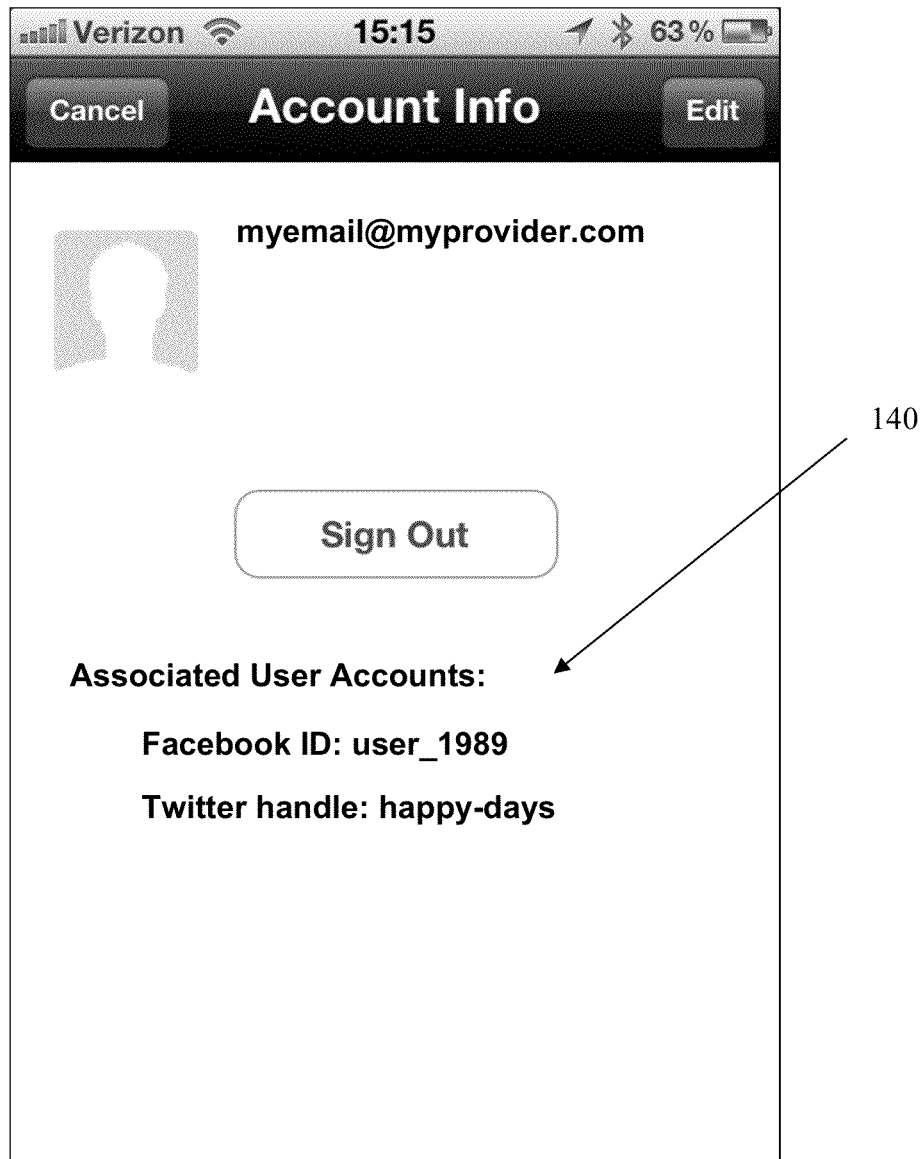 Verizon 15:15 63%
Cancel Account Info Edit
myemail@myprovider.com
140
Sign Out
Associated User Accounts:
Facebook ID: user_1989
Twitter handle: happy-days